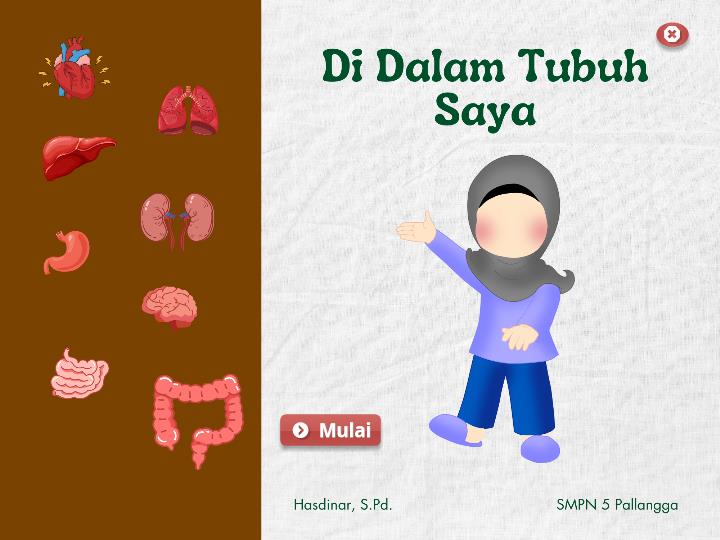 Di Dalam Tubuh
Saya
Mulai
Hasdinar, S.Pd.
SMPN 5 Pallangga